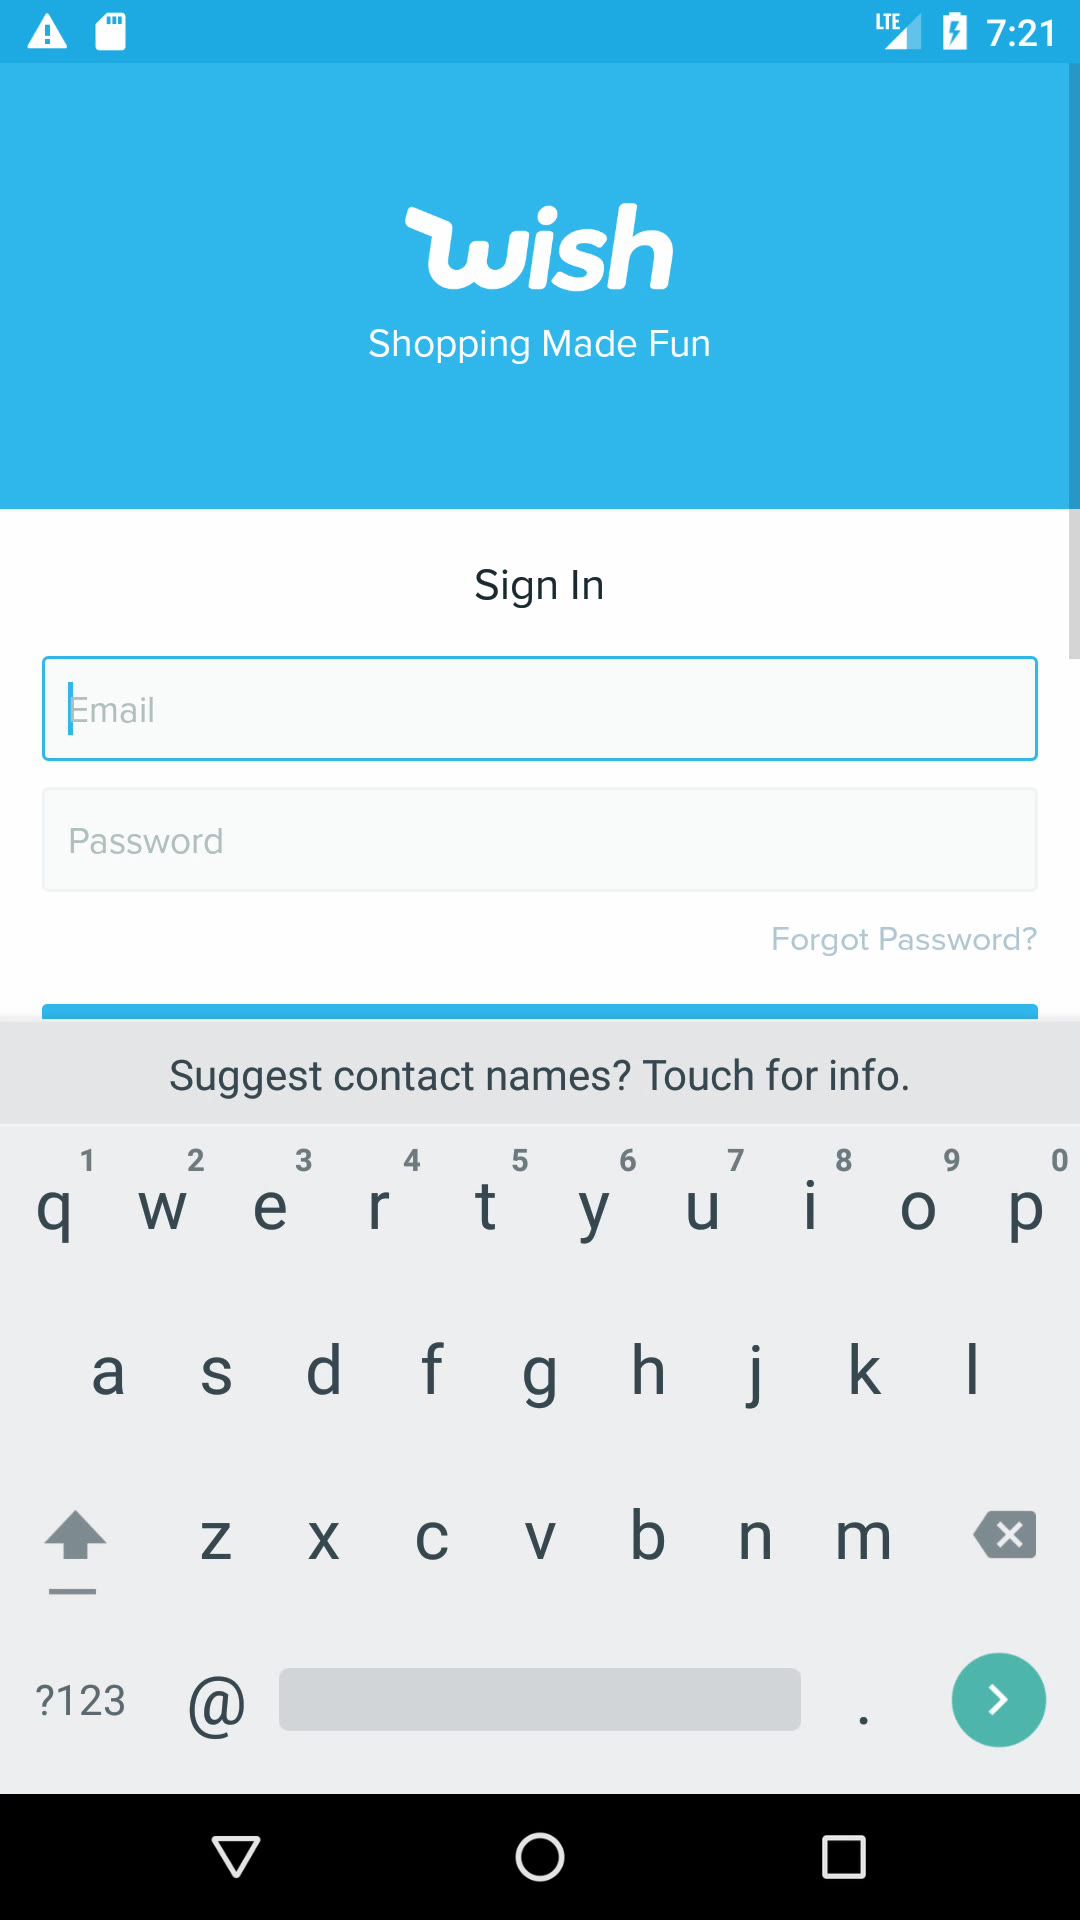 LTE 7:21
wish
Shopping Made Fun
Sign In
Email
Password
Forgot Password?
Suggest contact names? Touch for info.
1 2 3 4 5 6 7 8 9 0
q w e r t y u i o p
a s d f g h j k l
z x c v b n m
?123 @ .